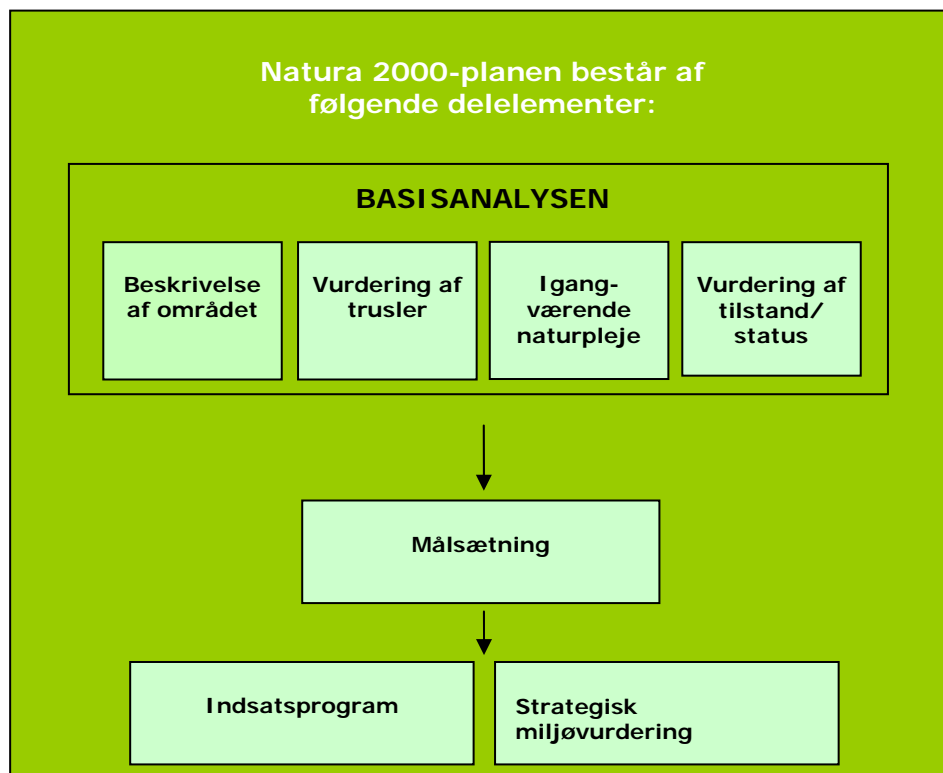 Natura 2000-planen består af
følgende delelementer:
BASISANALYSEN
Beskrivelse
af området
Vurdering af
trusler
Igang-
værende
naturpleje
Vurdering af
tilstand/
status
Målsætning
Indsatsprogram
Strategisk
miljøvurdering